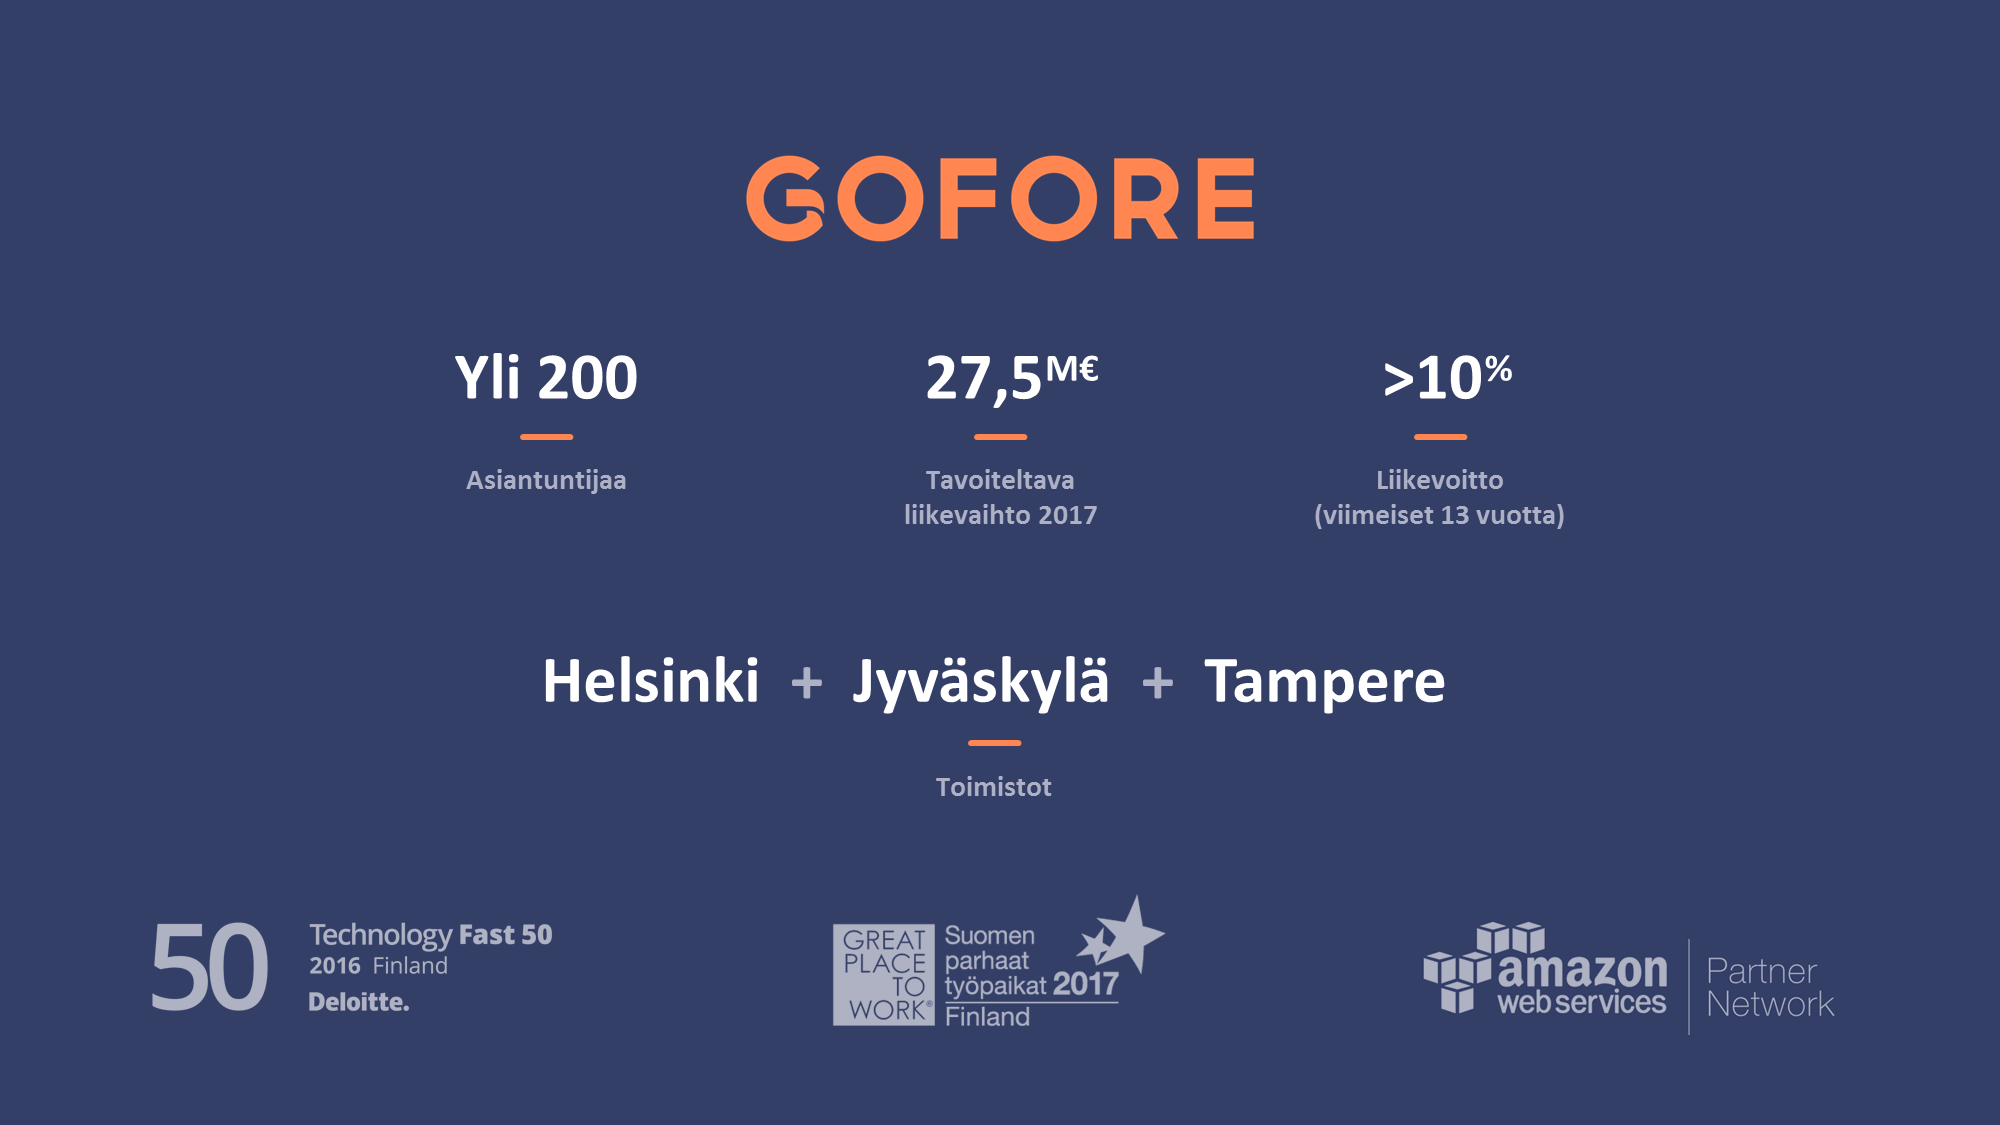 GOFORE
Yli 200
Asiantuntijaa
27,5M€
Tavoiteltava
liikevaihto 2017
>10%
Liikevoitto
(viimeiset 13 vuotta)
Helsinki + Jyväskylä + Tampere
Toimistot
50
Technology Fast 50
2016 Finland
Deloitte.
GREAT
PLACE
TO
WORK®
Suomen
parhaat
työpaikat 2017
Finland
amazon
web services
Partner
Network